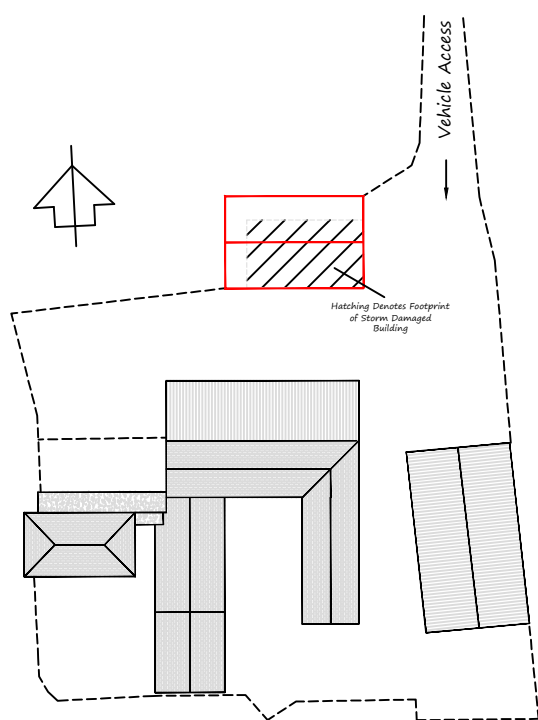 Vehicle Access
Hatching Denotes Footprint
of Storm Damaged
Building